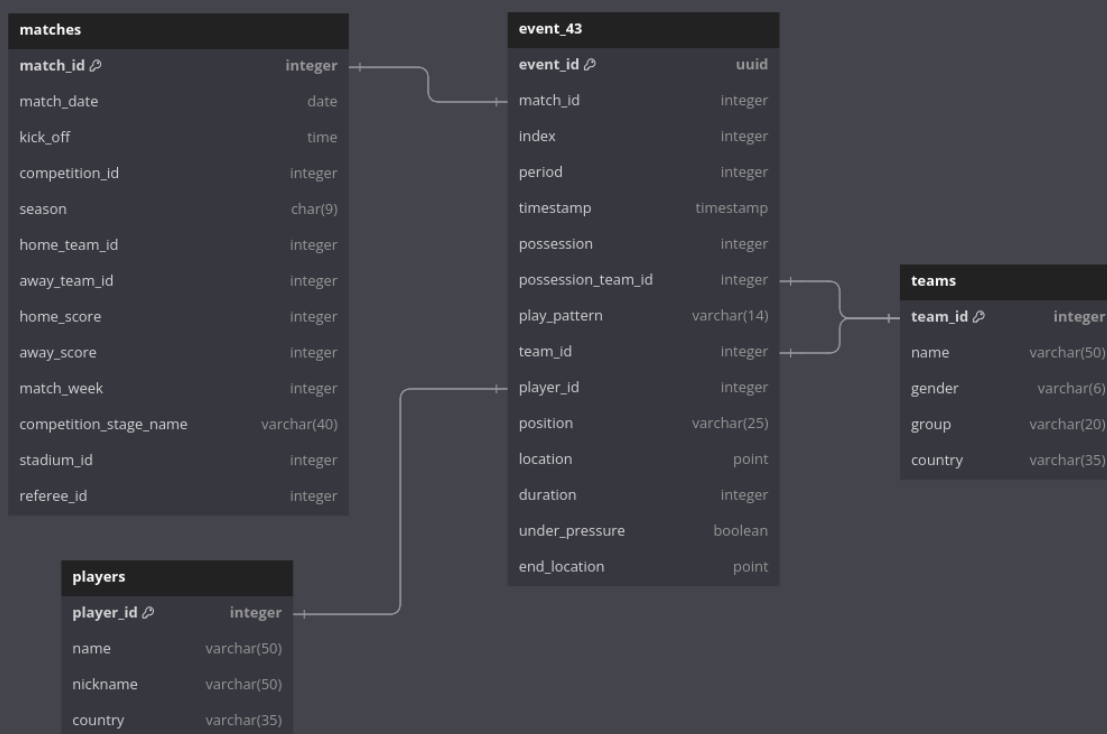 matches
match_id integer
match_date date
kick_off time
competition_id integer
season char(9)
home_team_id integer
away_team_id integer
home_score integer
away_score integer
match_week integer
competition_stage_name varchar(40)
stadium_id integer
referee_id integer
event_43
event_id uuid
match_id integer
index integer
period integer
timestamp timestamp
possession integer
possession_team_id integer
play_pattern varchar(14)
team_id integer
player_id integer
position varchar(25)
location point
duration integer
under_pressure boolean
end_location point
teams
team_id integer
name varchar(50)
gender varchar(6)
group varchar(20)
country varchar(35)
players
player_id integer
name varchar(50)
nickname varchar(50)
country varchar(35)